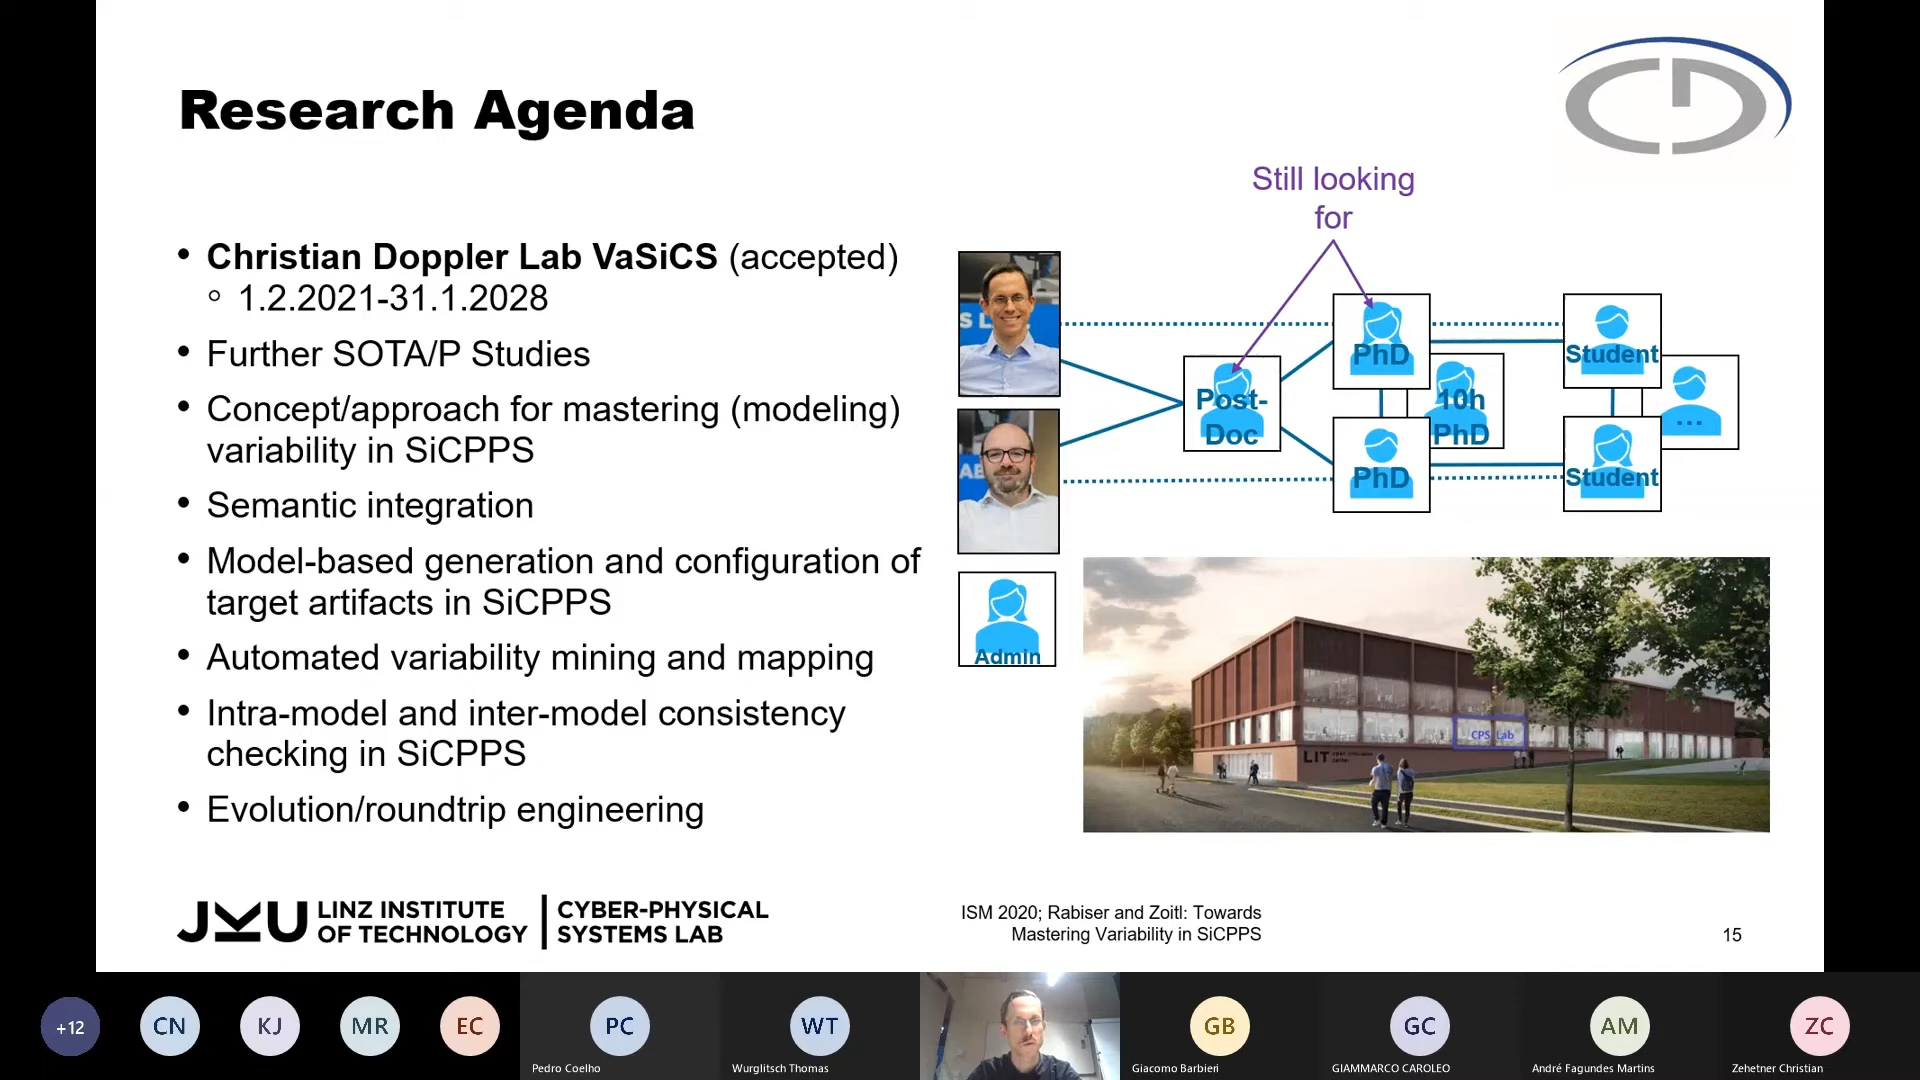 Research Agenda
Still looking
for
• Christian Doppler Lab VaSiCS (accepted)
○ 1.2.2021-31.1.2028
• Further SOTA/P Studies
• Concept/approach for mastering (modeling)
variability in SiCPPS
• Semantic integration
• Model-based generation and configuration of
target artifacts in SiCPPS
• Automated variability mining and mapping
• Intra-model and inter-model consistency
checking in SiCPPS
• Evolution/roundtrip engineering
PhD
Student
Post-
Doc
10h
PhD
...
PhD
Student
Admin
CPS Lab
LIT
JKU LINZ INSTITUTE
OF TECHNOLOGY
CYBER-PHYSICAL
SYSTEMS LAB
ISM 2020; Rabiser and Zoitl: Towards
Mastering Variability in SiCPPS
15
+12
CN
KJ
MR
EC
PC
Pedro Coelho
WT
Wurglitsch Thomas
GB
Giacomo Barbieri
GC
GIAMMARCO CAROLEO
AM
André Fagundes Martins
ZC
Zehetner Christian